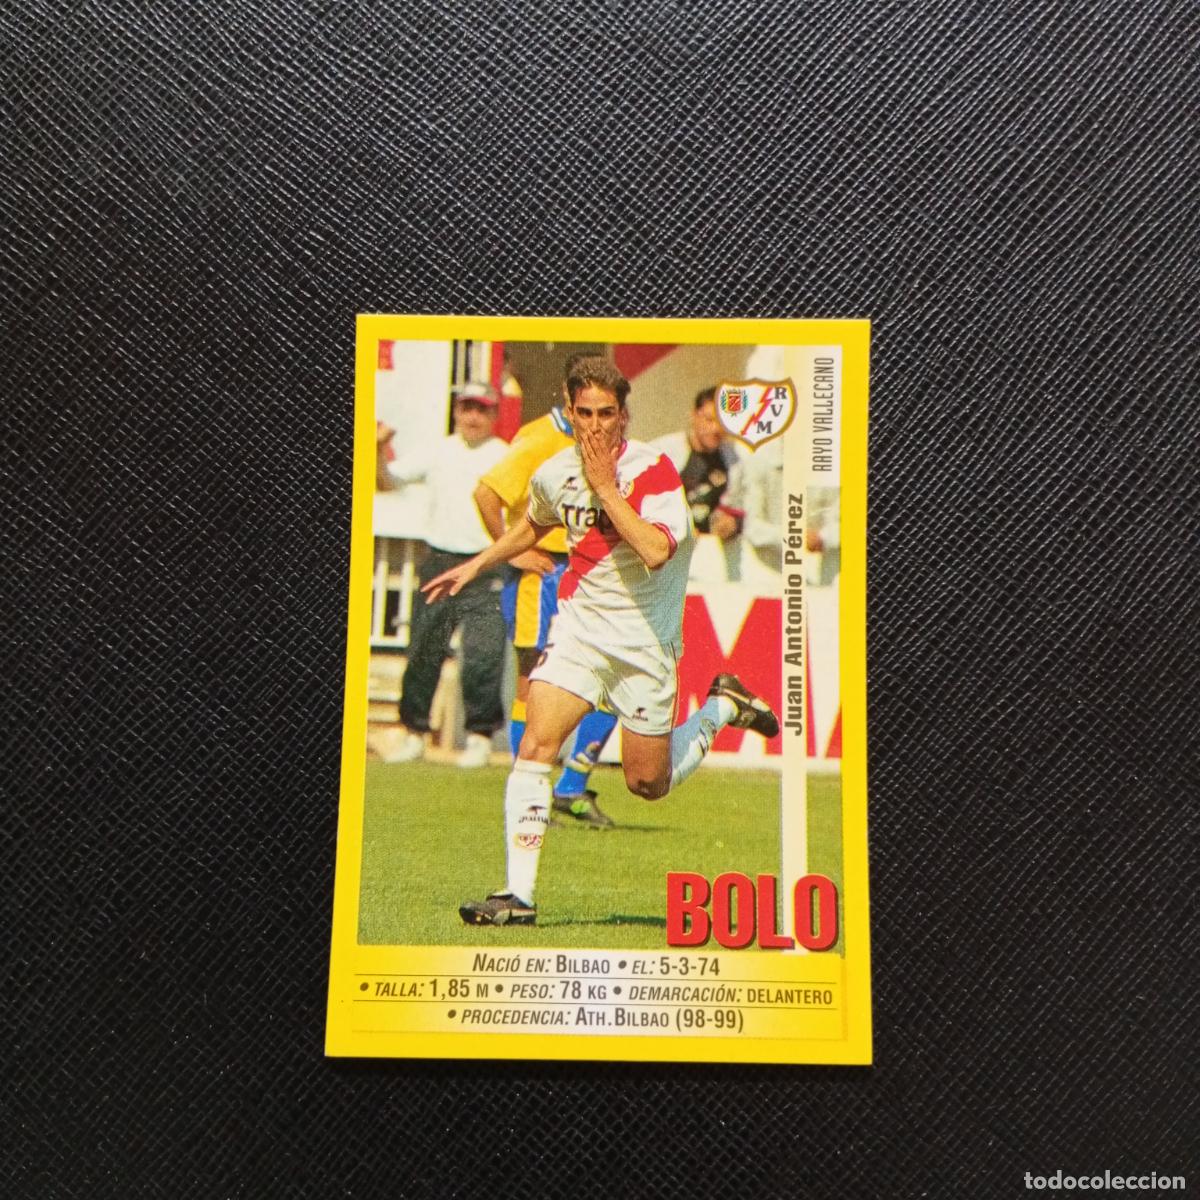 RAYO VALLECANO
RVM
Juan Antonio Pérez
BOLO
NACIÓ EN: BILBAO • EL: 5-3-74
• TALLA: 1,85 M • PESO: 78 KG • DEMARCACIÓN: DELANTERO
• PROCEDENCIA: ATH.BILBAO (98-99)
todocoleccion